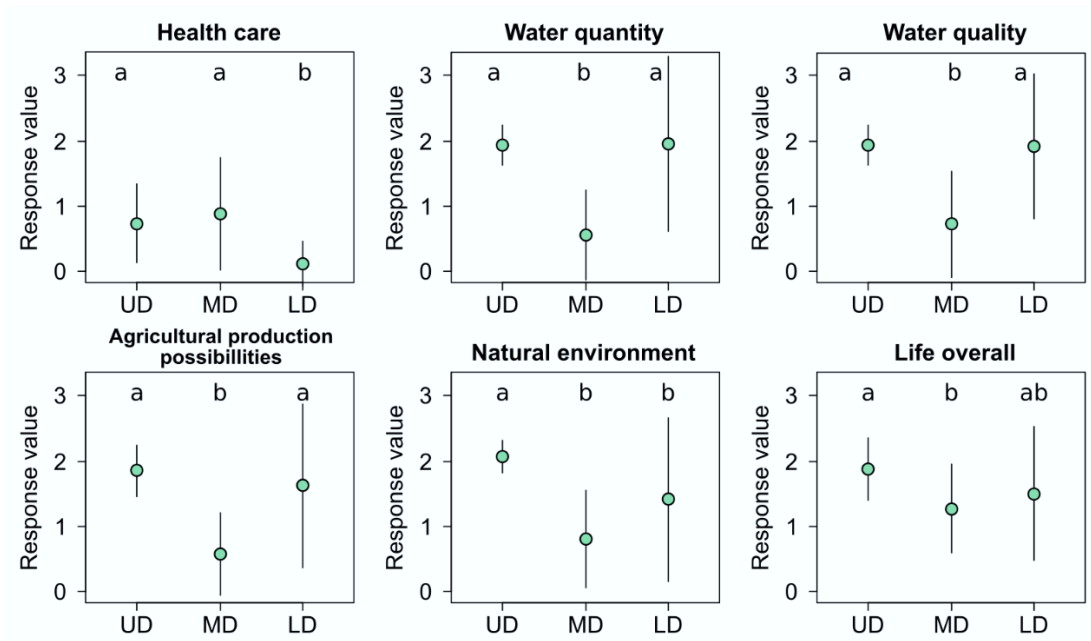 Health care
Response value
3
2
1
0
a a b
UD MD LD
Water quantity
Response value
3
2
1
0
a b a
UD MD LD
Water quality
Response value
3
2
1
0
a b a
UD MD LD
Agricultural production
possibillities
Response value
3
2
1
0
a b a
UD MD LD
Natural environment
Response value
3
2
1
0
a b b
UD MD LD
Life overall
Response value
3
2
1
0
a b ab
UD MD LD